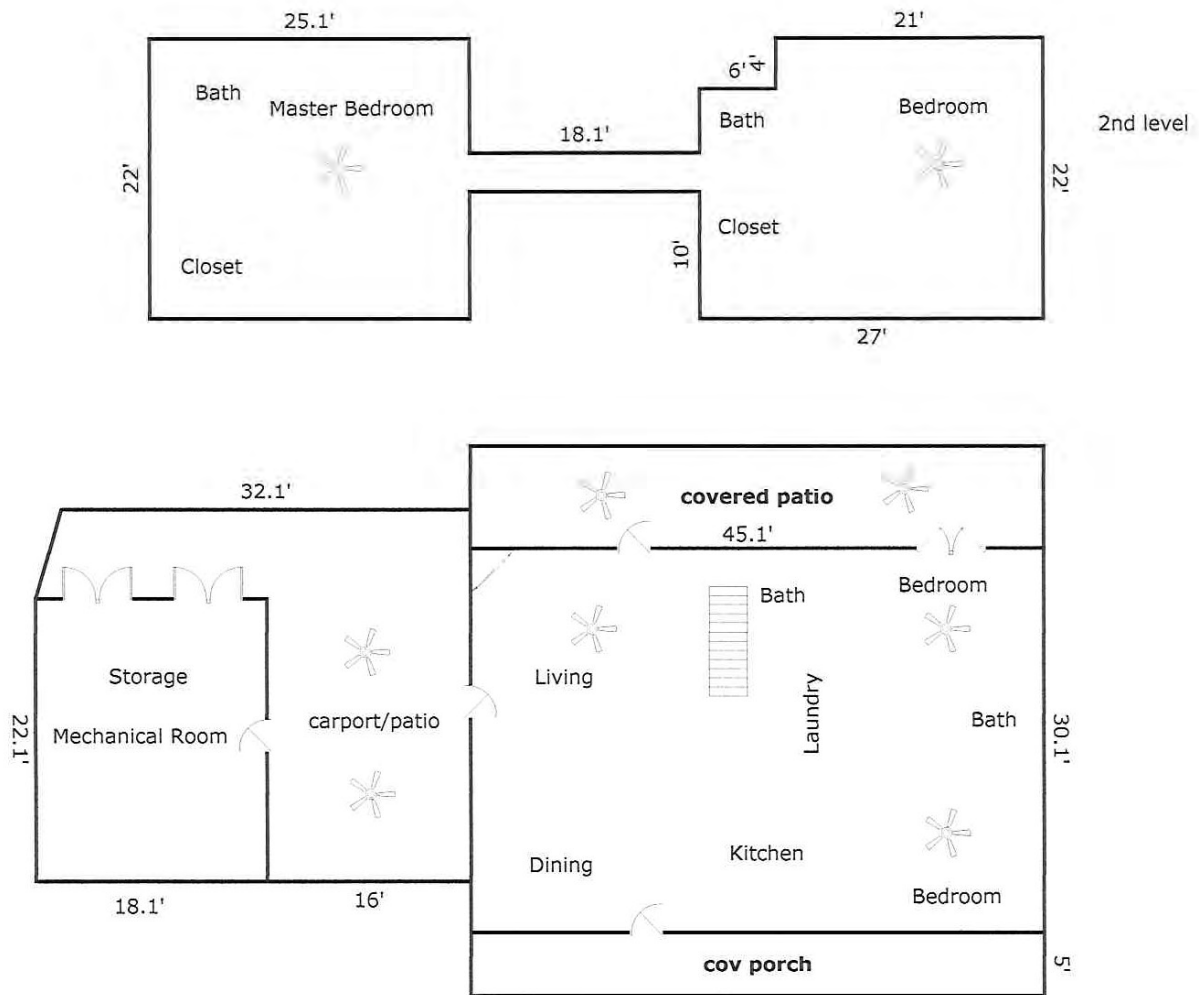 25.1'
21'
6'
4'
Bath
Master Bedroom
Bath
Bedroom
2nd level
18.1'
22'
22'
Closet
10'
Closet
27'
32.1'
covered patio
45.1'
Bath
Bedroom
Storage
Living
Laundry
Mechanical Room
carport/patio
Bath
22.1'
30.1'
Dining
Kitchen
Bedroom
18.1'
16'
cov porch
5'